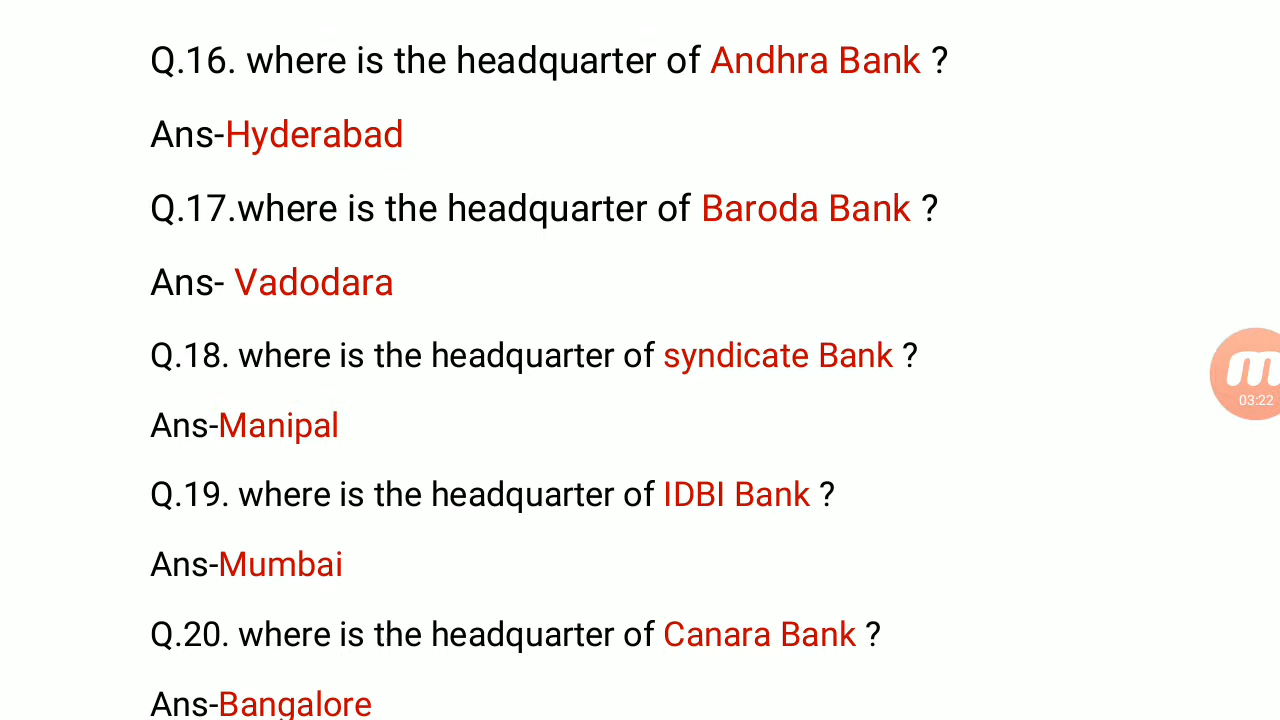 Q.16. where is the headquarter of Andhra Bank ?
Ans-Hyderabad
Q.17.where is the headquarter of Baroda Bank ?
Ans- Vadodara
Q.18. where is the headquarter of syndicate Bank ?
Ans-Manipal
Q.19. where is the headquarter of IDBI Bank ?
Ans-Mumbai
03:22
Q.20. where is the headquarter of Canara Bank ?
Ans-Bangalore